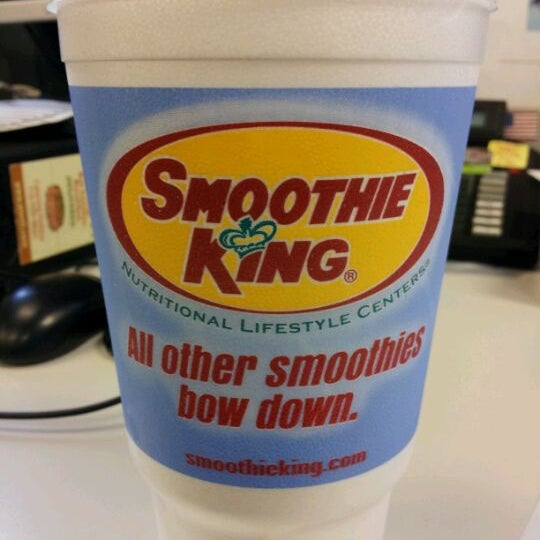 SMOOTHIE
KING®
NUTRITIONAL LIFESTYLE CENTERS®
All other smoothies
bow down.
smoothieking.com